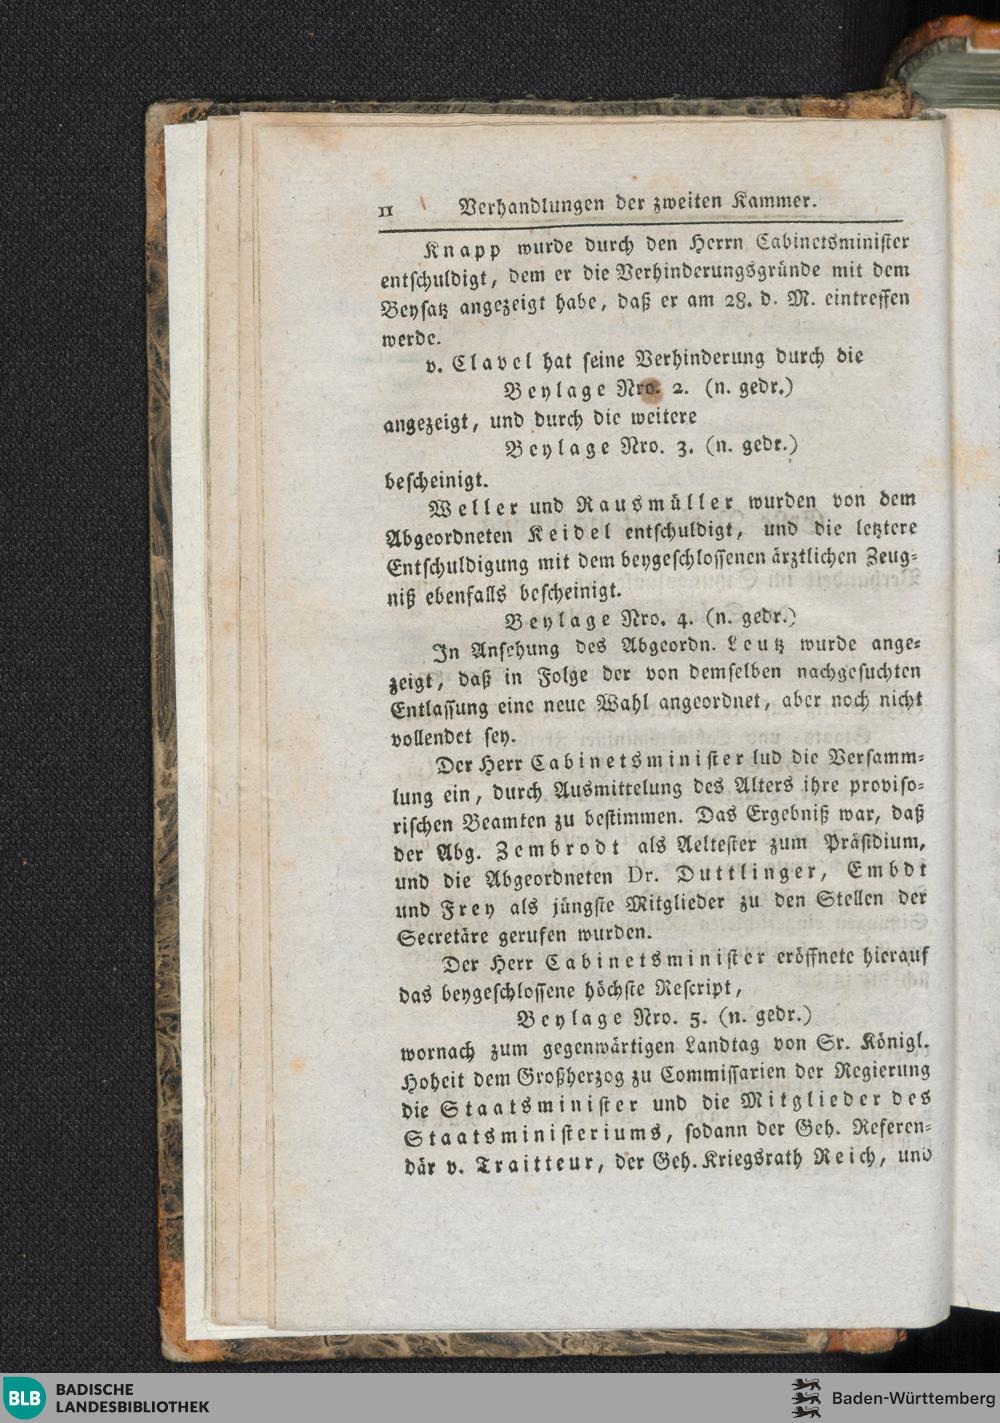 II Verhandlungen der zweiten Kammer.
Knapp wurde durch den Herrn Cabinetsminister
entschuldigt, dem er die Verhinderungsgründe mit dem
Beysatz angezeigt habe, daß er am 28. d. M. eintreffen
werde.
v. Clavel hat seine Verhinderung durch die
Beylage Nro. 2. (n. gedr.)
angezeigt, und durch die weitere
Beylage Nro. 3. (n. gedr.)
bescheinigt.
Weller und Rausmüller wurden von dem
Abgeordneten Keidel entschuldigt, und die letztere
Entschuldigung mit dem beygeschlossenen ärztlichen Zeug-
niß ebenfalls bescheinigt.
Beylage Nro. 4. (n. gedr.)
In Ansehung des Abgeordn. Leutz wurde ange-
zeigt, daß in Folge der von demselben nachgesuchten
Entlassung eine neue Wahl angeordnet, aber noch nicht
vollendet sey.
Der Herr Cabinetsminister lud die Versamm-
lung ein, durch Ausmittelung des Alters ihre proviso-
rischen Beamten zu bestimmen. Das Ergebniß war, daß
der Abg. Zembrodt als Aeltester zum Präsidium,
und die Abgeordneten Dr. Duttlinger, Embdt
und Frey als jüngste Mitglieder zu den Stellen der
Secretäre gerufen wurden.
Der Herr Cabinetsminister eröffnete hierauf
das beygeschlossene höchste Rescript,
Beylage Nro. 5. (n. gedr.)
wornach zum gegenwärtigen Landtag von Sr. Königl.
Hoheit dem Großherzog zu Commissarien der Regierung
die Staatsminister und die Mitglieder des
Staatsministeriums, sodann der Geh. Referen-
där v. Traitteur, der Geh. Kriegsrath Reich, und
BLB BADISCHE
LANDESBIBLIOTHEK
Baden-Württemberg